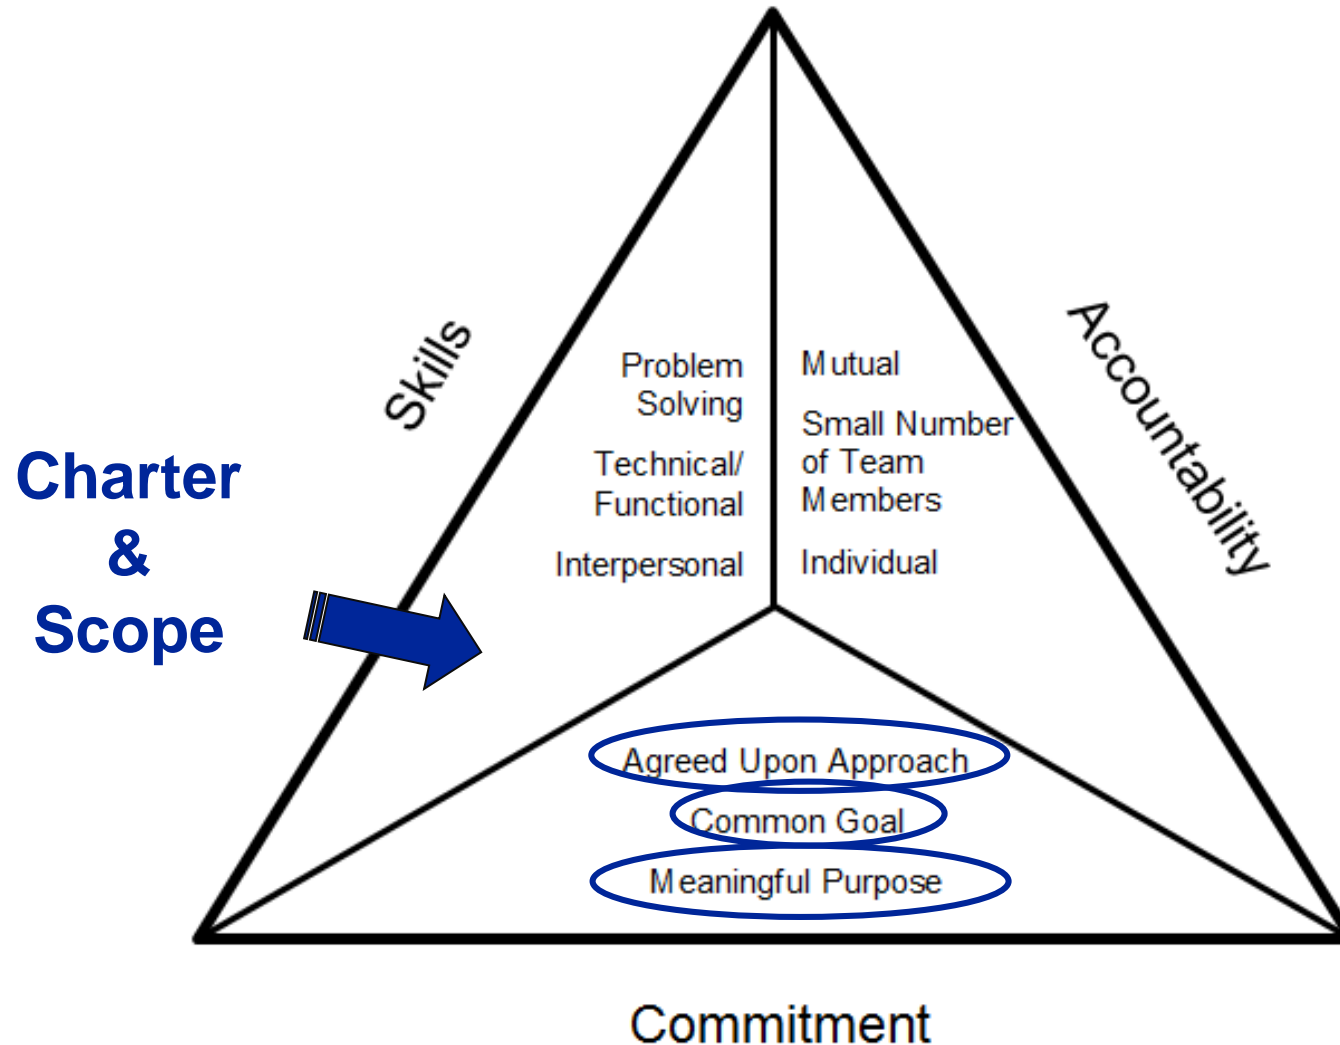 Skills
Accountability
Charter
&
Scope
Problem
Solving
Technical/
Functional
Interpersonal
Mutual
Small Number
of Team
Members
Individual
Agreed Upon Approach
Common Goal
Meaningful Purpose
Commitment